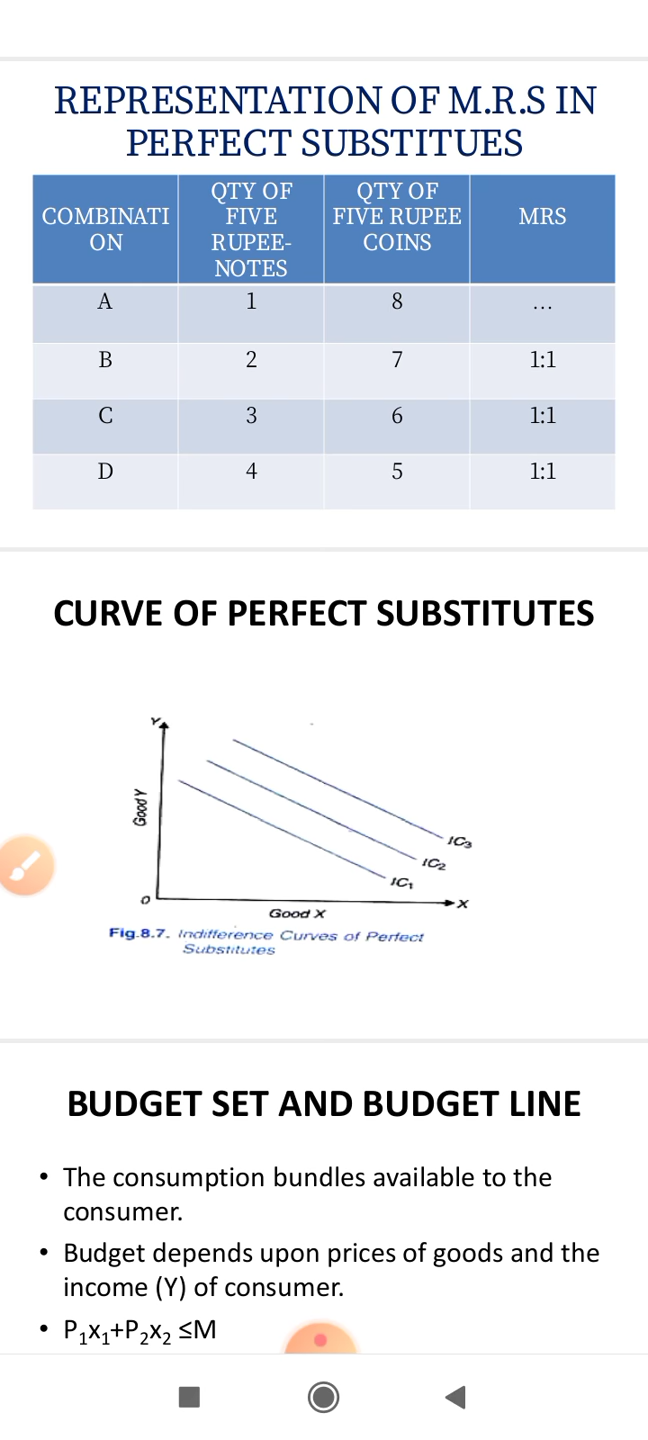 REPRESENTATION OF M.R.S IN
PERFECT SUBSTITUES
COMBINATI
ON
QTY OF
FIVE
RUPEE-
NOTES
QTY OF
FIVE RUPEE
COINS
MRS
A 1 8 ...
B 2 7 1:1
C 3 6 1:1
D 4 5 1:1
CURVE OF PERFECT SUBSTITUTES
Y
Good Y
IC₃
IC₂
IC₁
O
X
Good X
Fig.8.7. Indifference Curves of Perfect
Substitutes
BUDGET SET AND BUDGET LINE
• The consumption bundles available to the
consumer.
• Budget depends upon prices of goods and the
income (Y) of consumer.
• P₁x₁+P₂x₂ ≤M